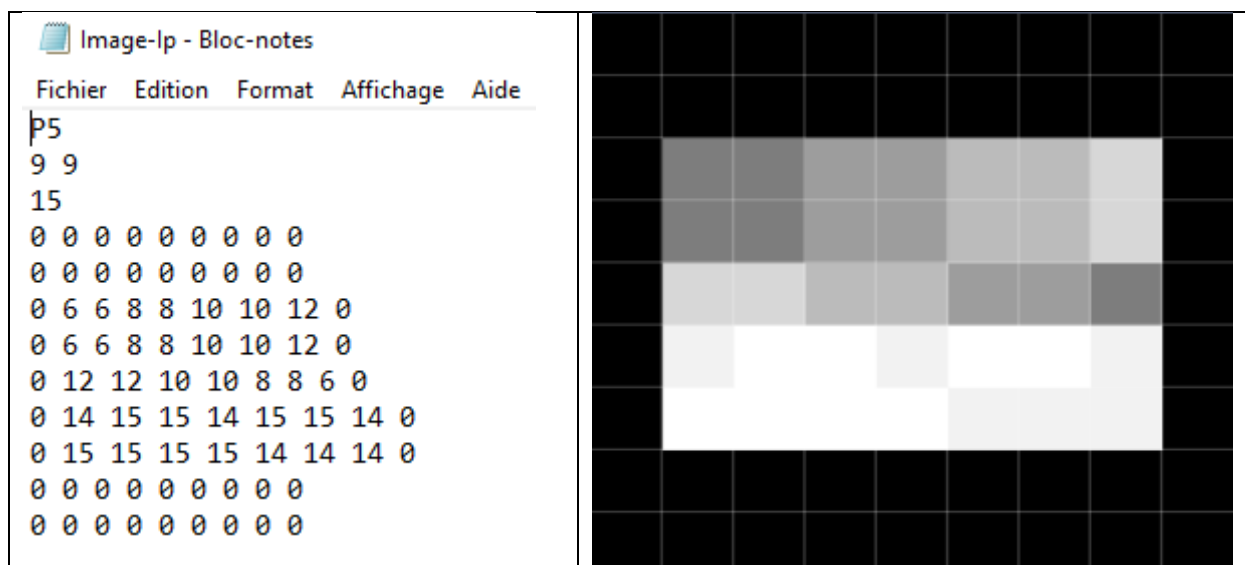 Image-Ip - Bloc-notes
Fichier Edition Format Affichage Aide
P5
9 9
15
0 0 0 0 0 0 0 0 0
0 0 0 0 0 0 0 0 0
0 6 6 8 8 10 10 12 0
0 6 6 8 8 10 10 12 0
0 12 12 10 10 8 8 6 0
0 14 15 15 14 15 15 14 0
0 15 15 15 15 14 14 14 0
0 0 0 0 0 0 0 0 0
0 0 0 0 0 0 0 0 0